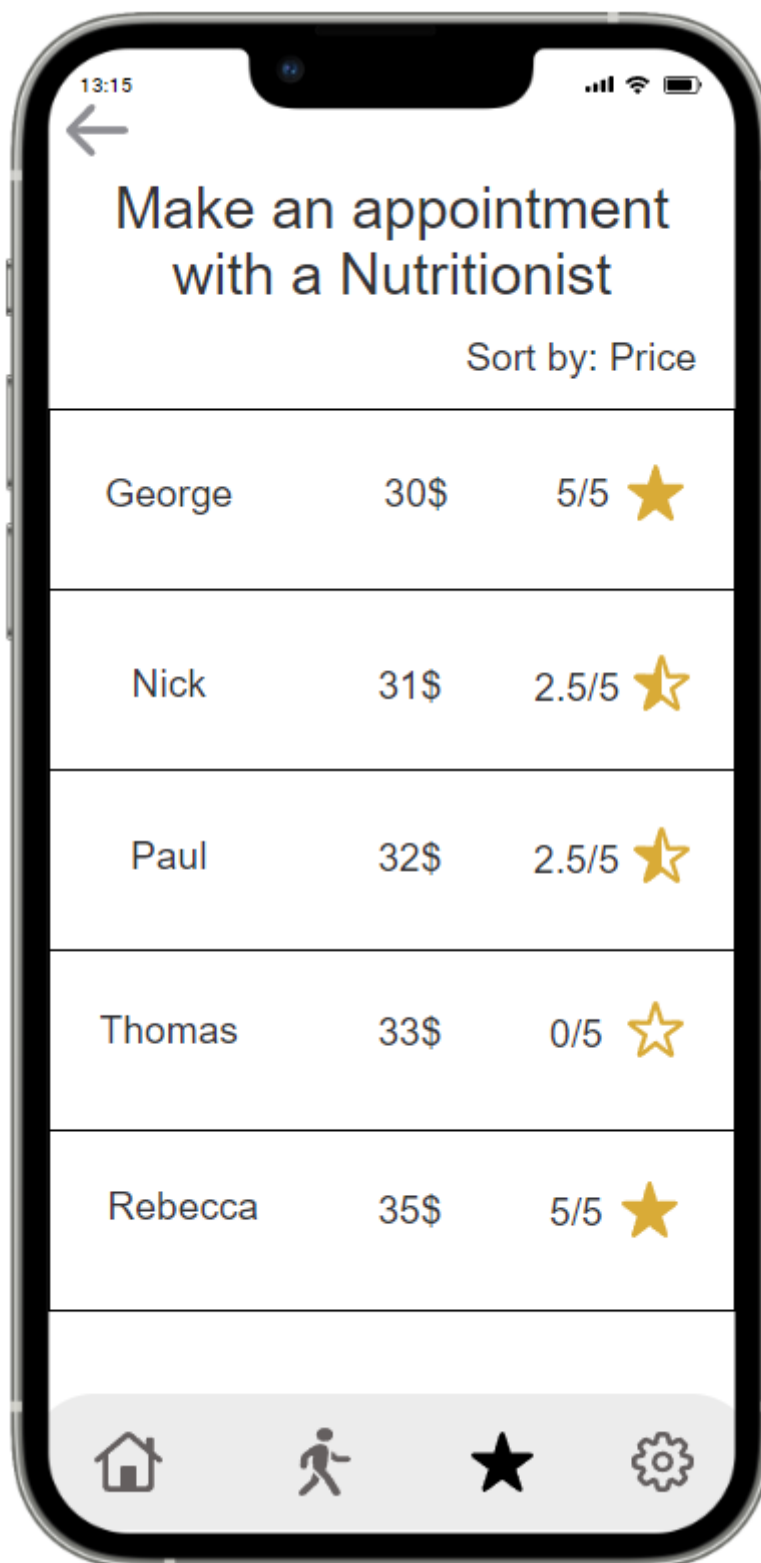 13:15
Make an appointment
with a Nutritionist
Sort by: Price
George 30$ 5/5
Nick 31$ 2.5/5
Paul 32$ 2.5/5
Thomas 33$ 0/5
Rebecca 35$ 5/5